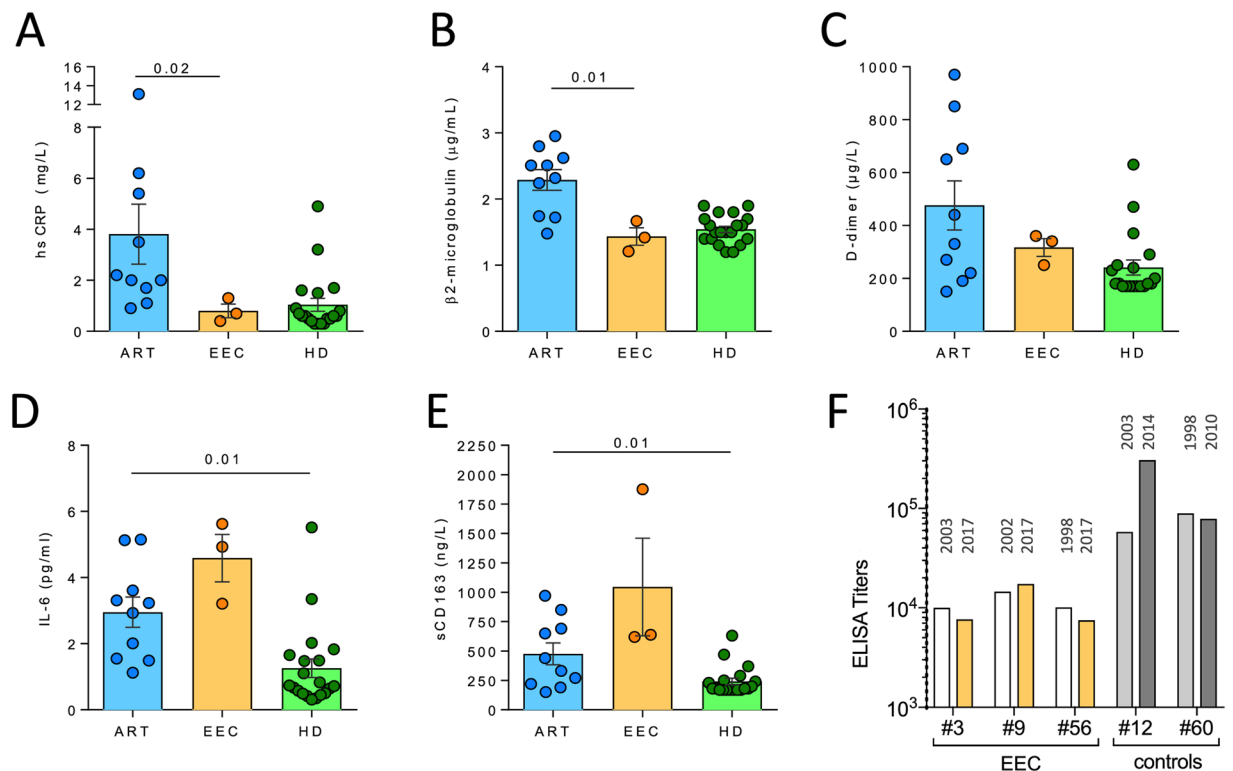 A
hs CRP ( mg/L)
16
14
12
8
6
4
2
0
0.02
ART
EEC
HD
B
β2-microglobulin (μg/mL)
4
3
2
1
0
0.01
ART
EEC
HD
C
D-dimer (μg/L)
1000
800
600
400
200
0
ART
EEC
HD
D
IL-6 (pg/ml)
8
6
4
2
0
0.01
ART
EEC
HD
E
sCD163 (ng/L)
2250
2000
1750
1500
1250
1000
750
500
250
0
0.01
ART
EEC
HD
F
ELISA Titers
10⁶
10⁵
10⁴
10³
2003
2017
2002
2017
1998
2017
2003
2014
1998
2010
#3
#9
#56
#12
#60
EEC
controls